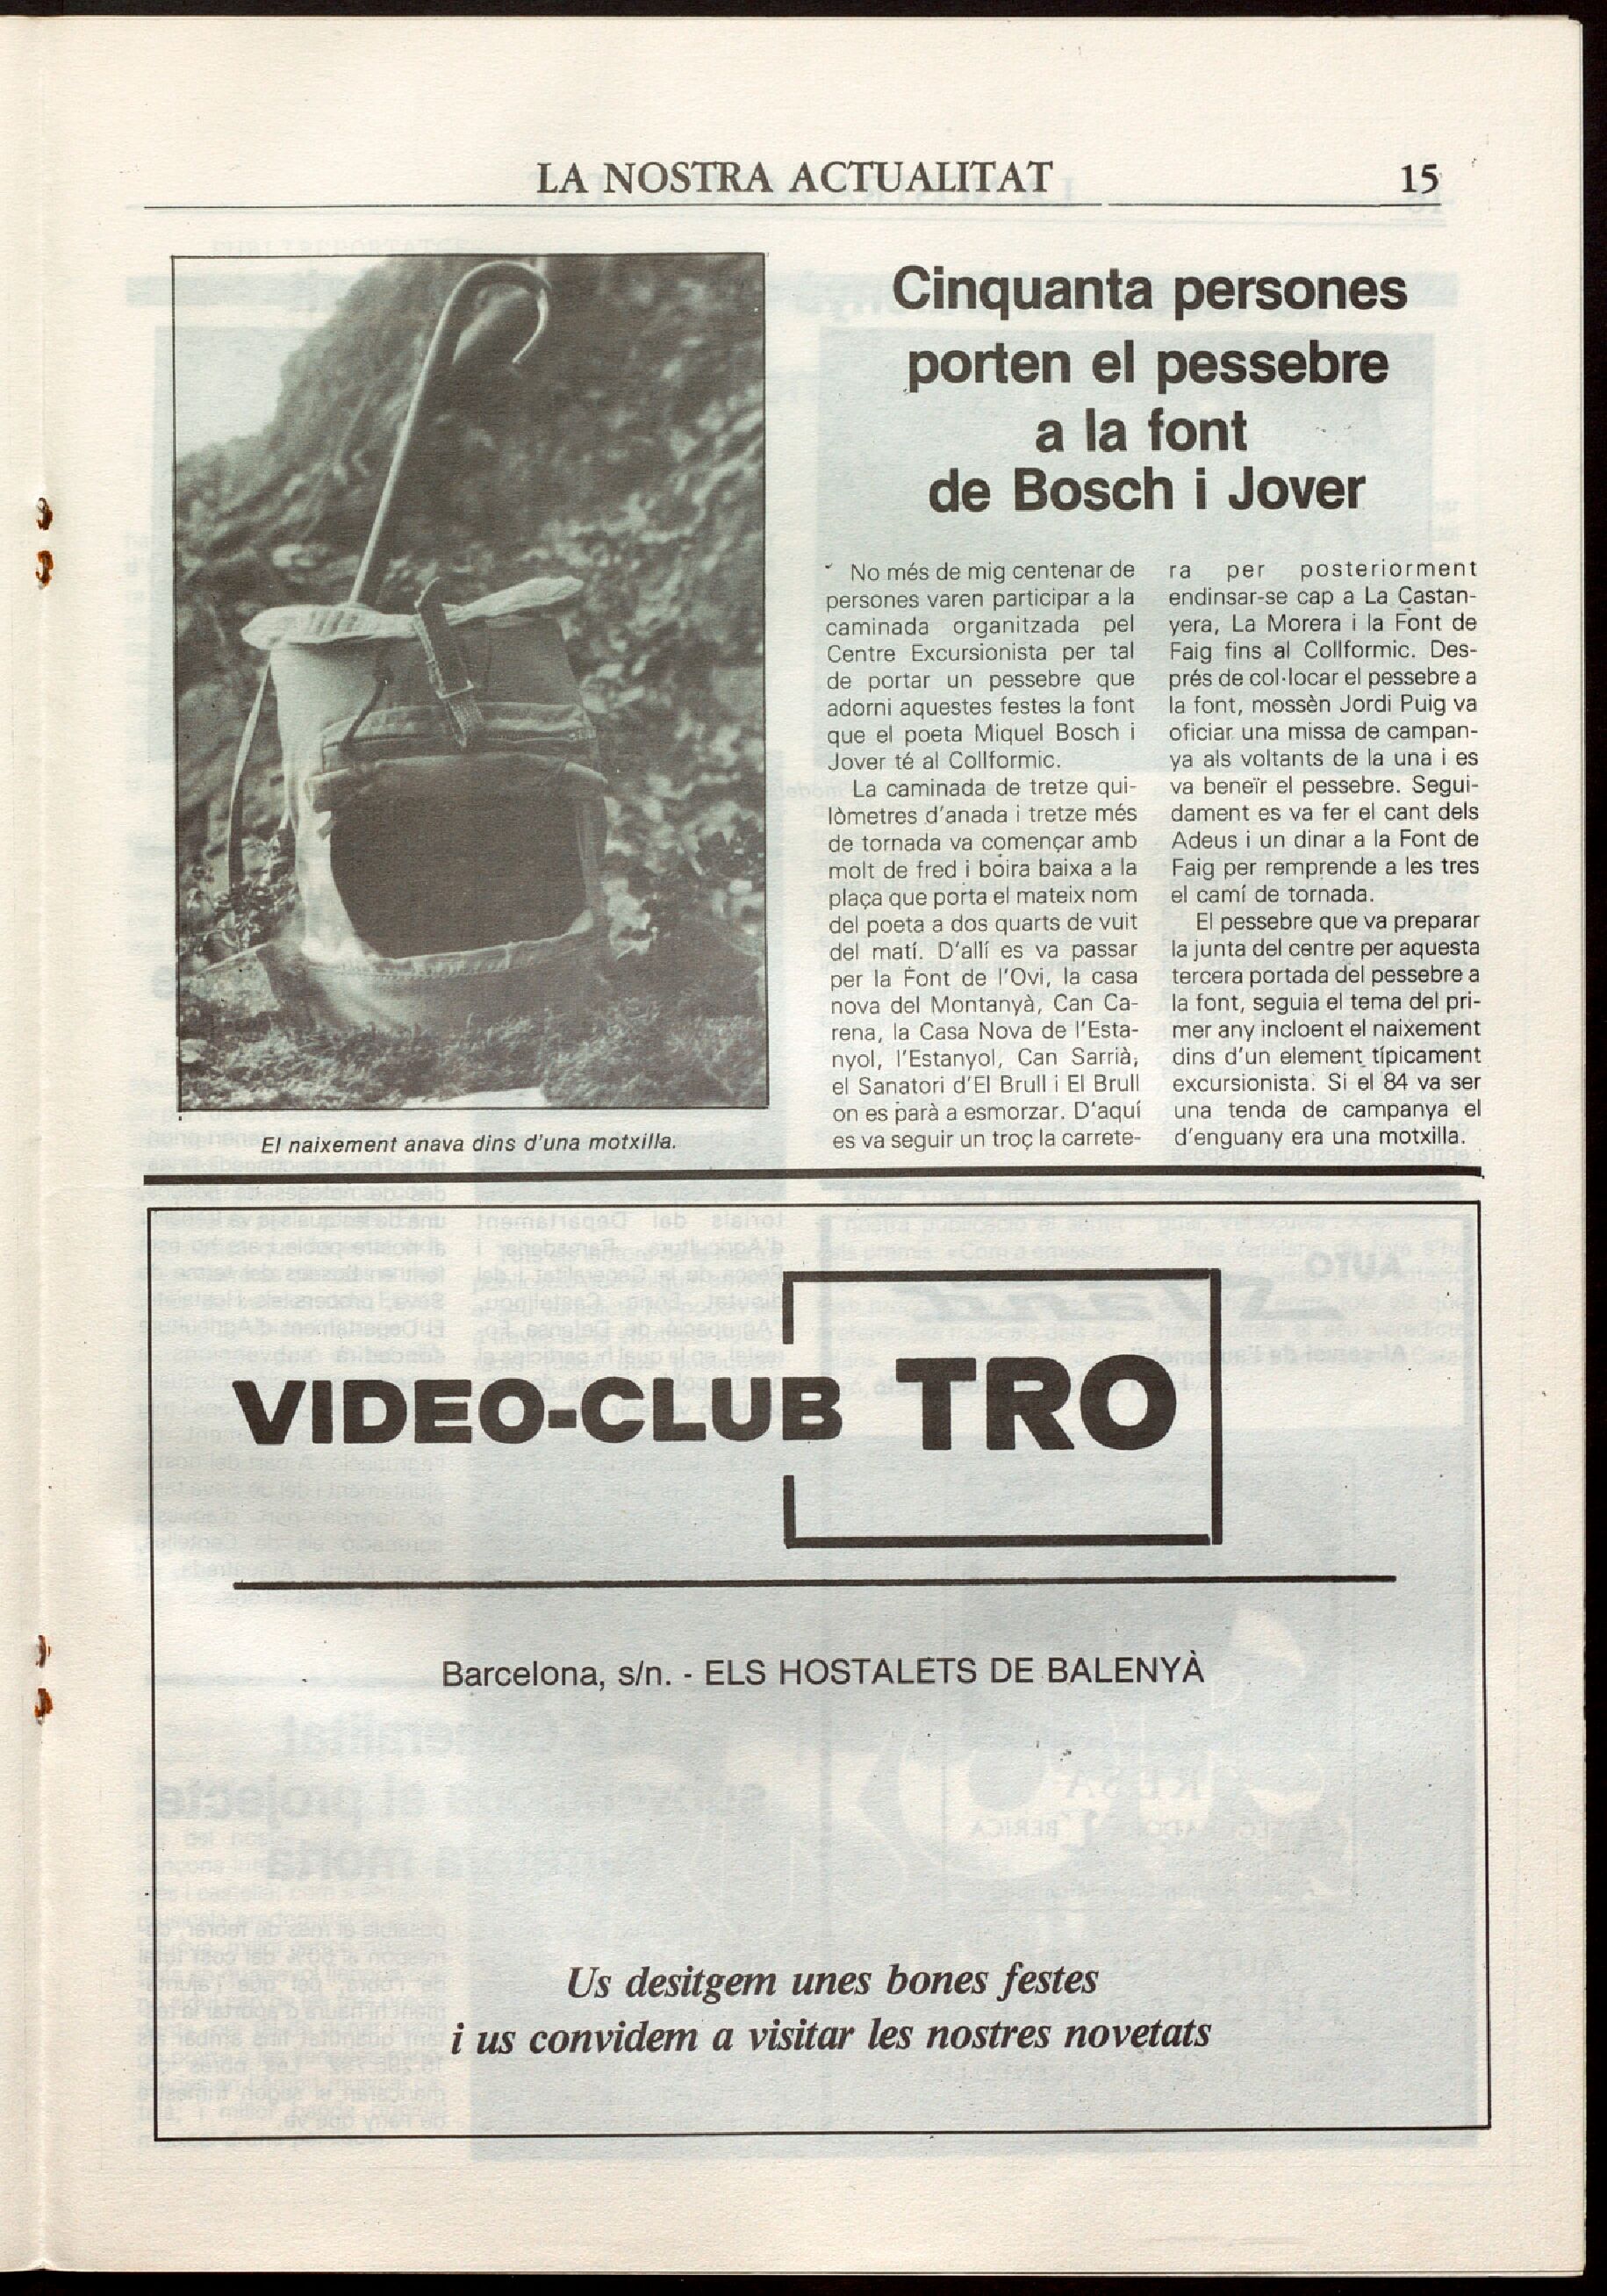 LA NOSTRA ACTUALITAT
15
Cinquanta persones
porten el pessebre
a la font
de Bosch i Jover
No més de mig centenar de
persones varen participar a la
caminada organitzada pel
Centre Excursionista per tal
de portar un pessebre que
adorni aquestes festes la font
que el poeta Miquel Bosch i
Jover té al Collformic.
La caminada de tretze qui-
lòmetres d'anada i tretze més
de tornada va començar amb
molt de fred i boira baixa a la
plaça que porta el mateix nom
del poeta a dos quarts de vuit
del matí. D'allí es va passar
per la Font de l'Ovi, la casa
nova del Montanyà, Can Ca-
rena, la Casa Nova de l'Esta-
nyol, l'Estanyol, Can Sarrià,
el Sanatori d'El Brull i El Brull
on es parà a esmorzar. D'aquí
es va seguir un troç la carrete-
ra per posteriorment
endinsar-se cap a La Castan-
yera, La Morera i la Font de
Faig fins al Collformic. Des-
prés de col·locar el pessebre a
la font, mossèn Jordi Puig va
oficiar una missa de campan-
ya als voltants de la una i es
va beneïr el pessebre. Segui-
dament es va fer el cant dels
Adeus i un dinar a la Font de
Faig per remprende a les tres
el camí de tornada.
El pessebre que va preparar
la junta del centre per aquesta
tercera portada del pessebre a
la font, seguia el tema del pri-
mer any incloent el naixement
dins d'un element típicament
excursionista. Si el 84 va ser
una tenda de campanya el
d'enguany era una motxilla.
El naixement anava dins d'una motxilla.
VIDEO-CLUB TRO
Barcelona, s/n. - ELS HOSTALETS DE BALENYÀ
Us desitgem unes bones festes
i us convidem a visitar les nostres novetats